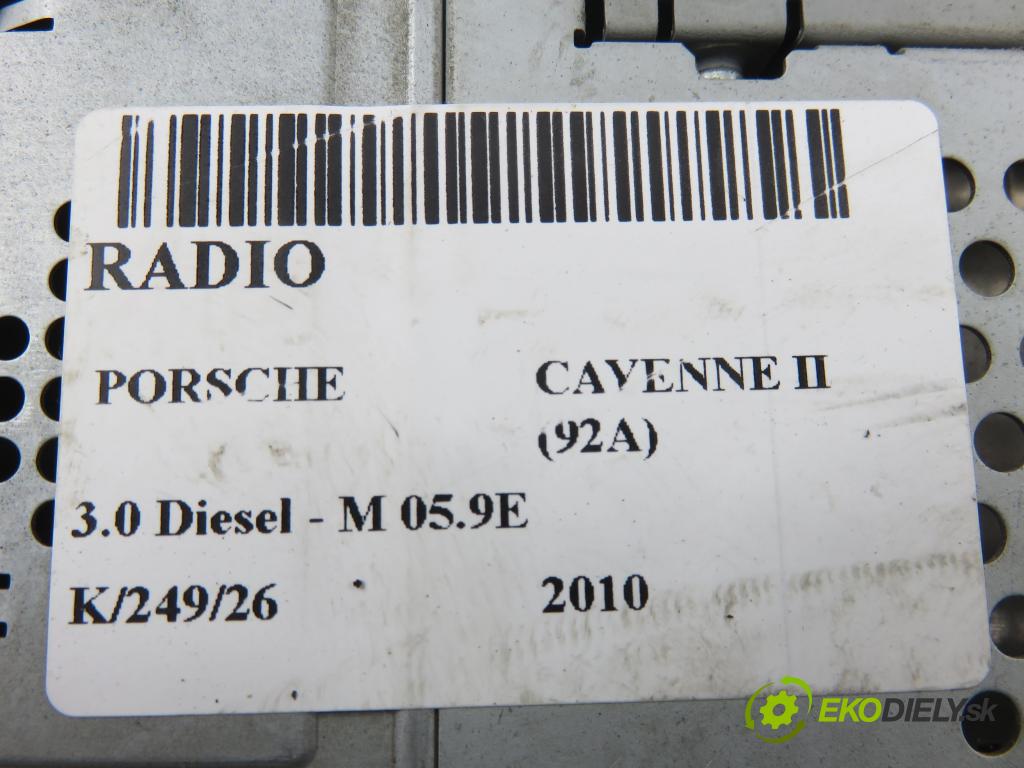 RADIO
PORSCHE CAYENNE II
(92A)
3.0 Diesel - M 05.9E
K/249/26 2010
EKODIELY.sk